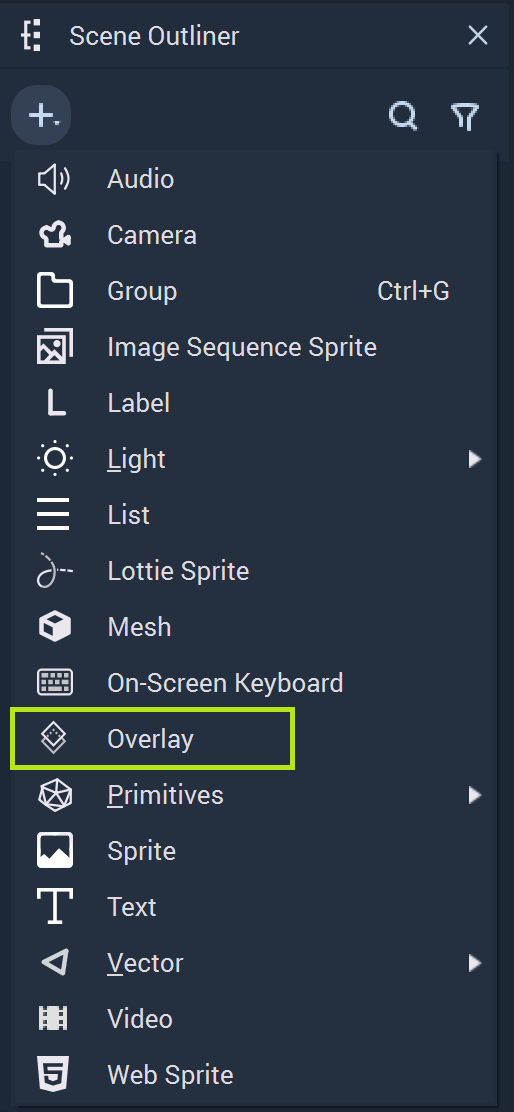 Scene Outliner
Audio
Camera
Group Ctrl+G
Image Sequence Sprite
Label
Light
List
Lottie Sprite
Mesh
On-Screen Keyboard
Overlay
Primitives
Sprite
Text
Vector
Video
Web Sprite